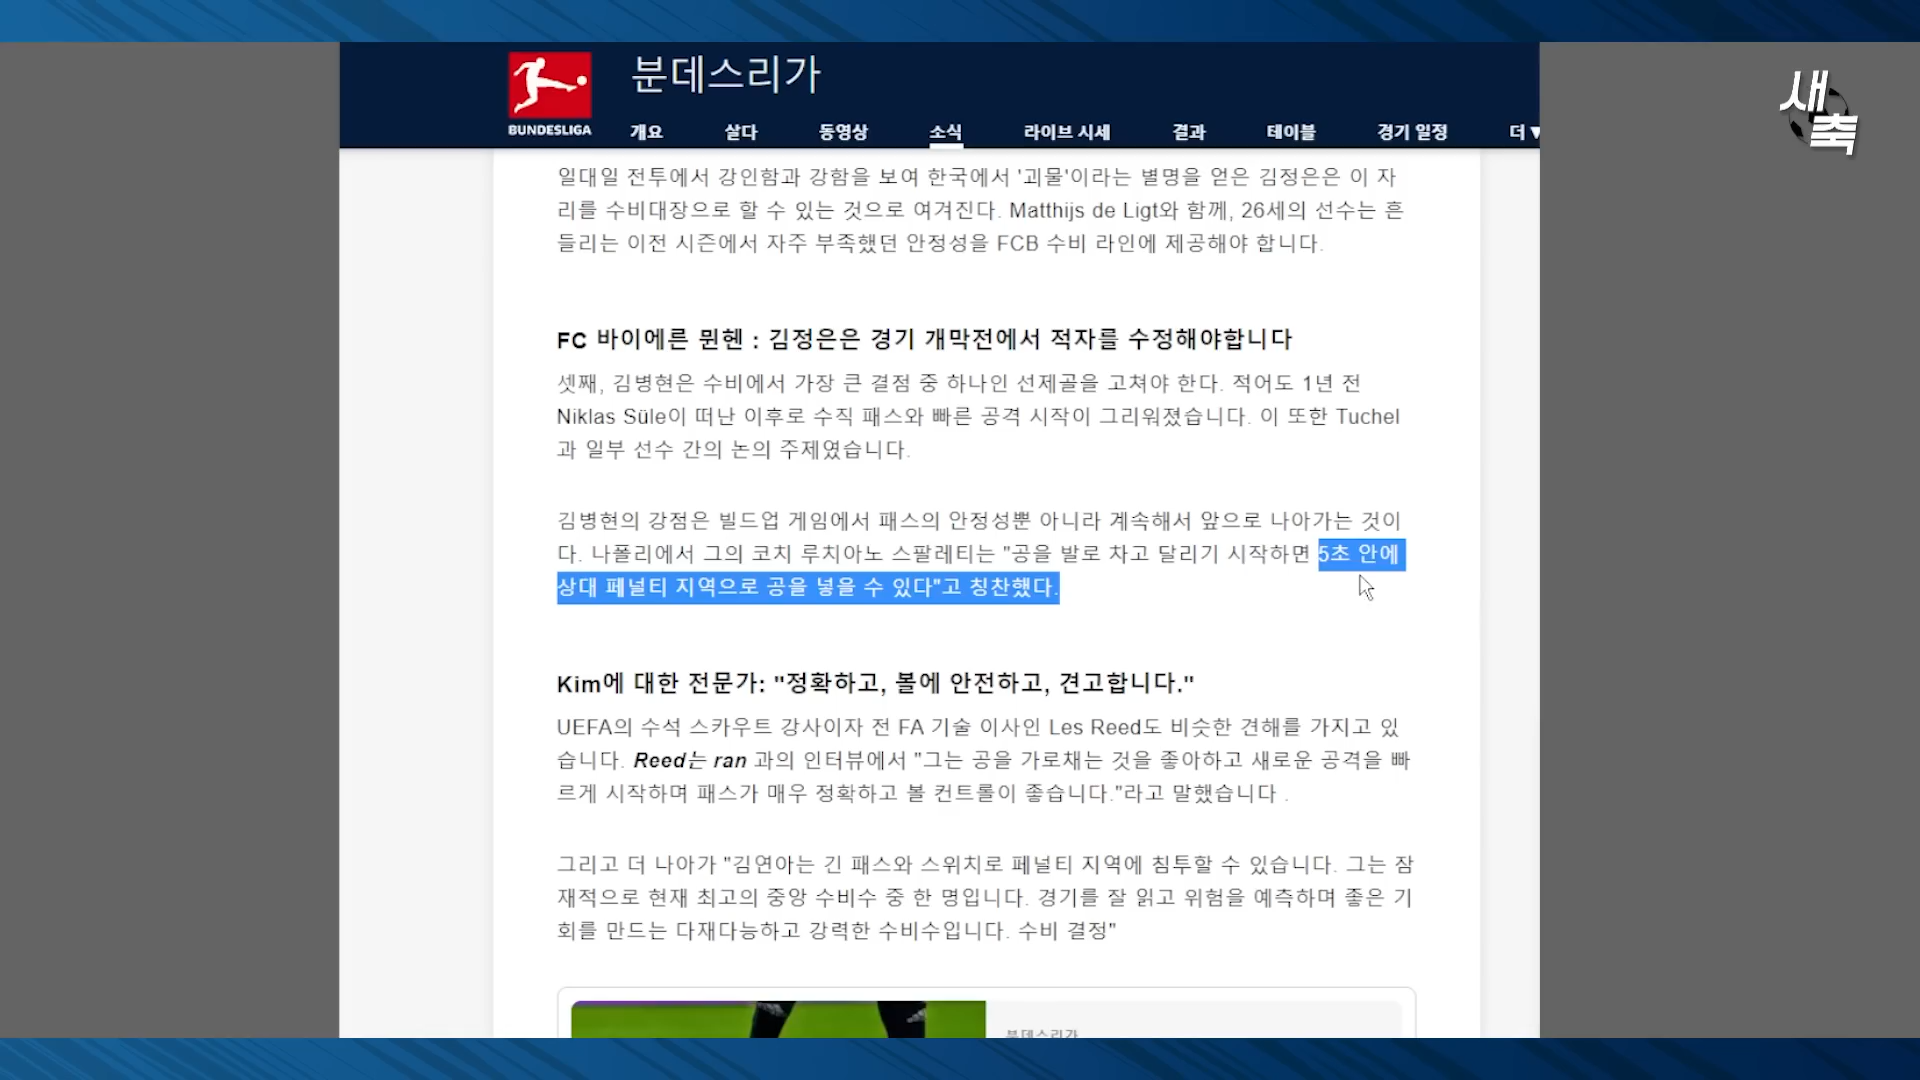 분데스리가
BUNDESLIGA
개요 살다 동영상 소식 라이브 시세 결과 테이블 경기 일정 더 ▼
새축
일대일 전투에서 강인함과 강함을 보여 한국에서 '괴물'이라는 별명을 얻은 김정은은 이 자
리를 수비대장으로 할 수 있는 것으로 여겨진다. Matthijs de Ligt와 함께, 26세의 선수는 흔
들리는 이전 시즌에서 자주 부족했던 안정성을 FCB 수비 라인에 제공해야 합니다.
FC 바이에른 뮌헨 : 김정은은 경기 개막전에서 적자를 수정해야합니다
셋째, 김병현은 수비에서 가장 큰 결점 중 하나인 선제골을 고쳐야 한다. 적어도 1년 전
Niklas Süle이 떠난 이후로 수직 패스와 빠른 공격 시작이 그리워졌습니다. 이 또한 Tuchel
과 일부 선수 간의 논의 주제였습니다.
김병현의 강점은 빌드업 게임에서 패스의 안정성뿐 아니라 계속해서 앞으로 나아가는 것이
다. 나폴리에서 그의 코치 루치아노 스팔레티는 "공을 발로 차고 달리기 시작하면 5초 안에
상대 페널티 지역으로 공을 넣을 수 있다"고 칭찬했다.
Kim에 대한 전문가: "정확하고, 볼에 안전하고, 견고합니다."
UEFA의 수석 스카우트 강사이자 전 FA 기술 이사인 Les Reed도 비슷한 견해를 가지고 있
습니다. Reed는 ran 과의 인터뷰에서 "그는 공을 가로채는 것을 좋아하고 새로운 공격을 빠
르게 시작하며 패스가 매우 정확하고 볼 컨트롤이 좋습니다."라고 말했습니다 .
그리고 더 나아가 "김연아는 긴 패스와 스위치로 페널티 지역에 침투할 수 있습니다. 그는 잠
재적으로 현재 최고의 중앙 수비수 중 한 명입니다. 경기를 잘 읽고 위험을 예측하며 좋은 기
회를 만드는 다재다능하고 강력한 수비수입니다. 수비 결정"
분데스리가